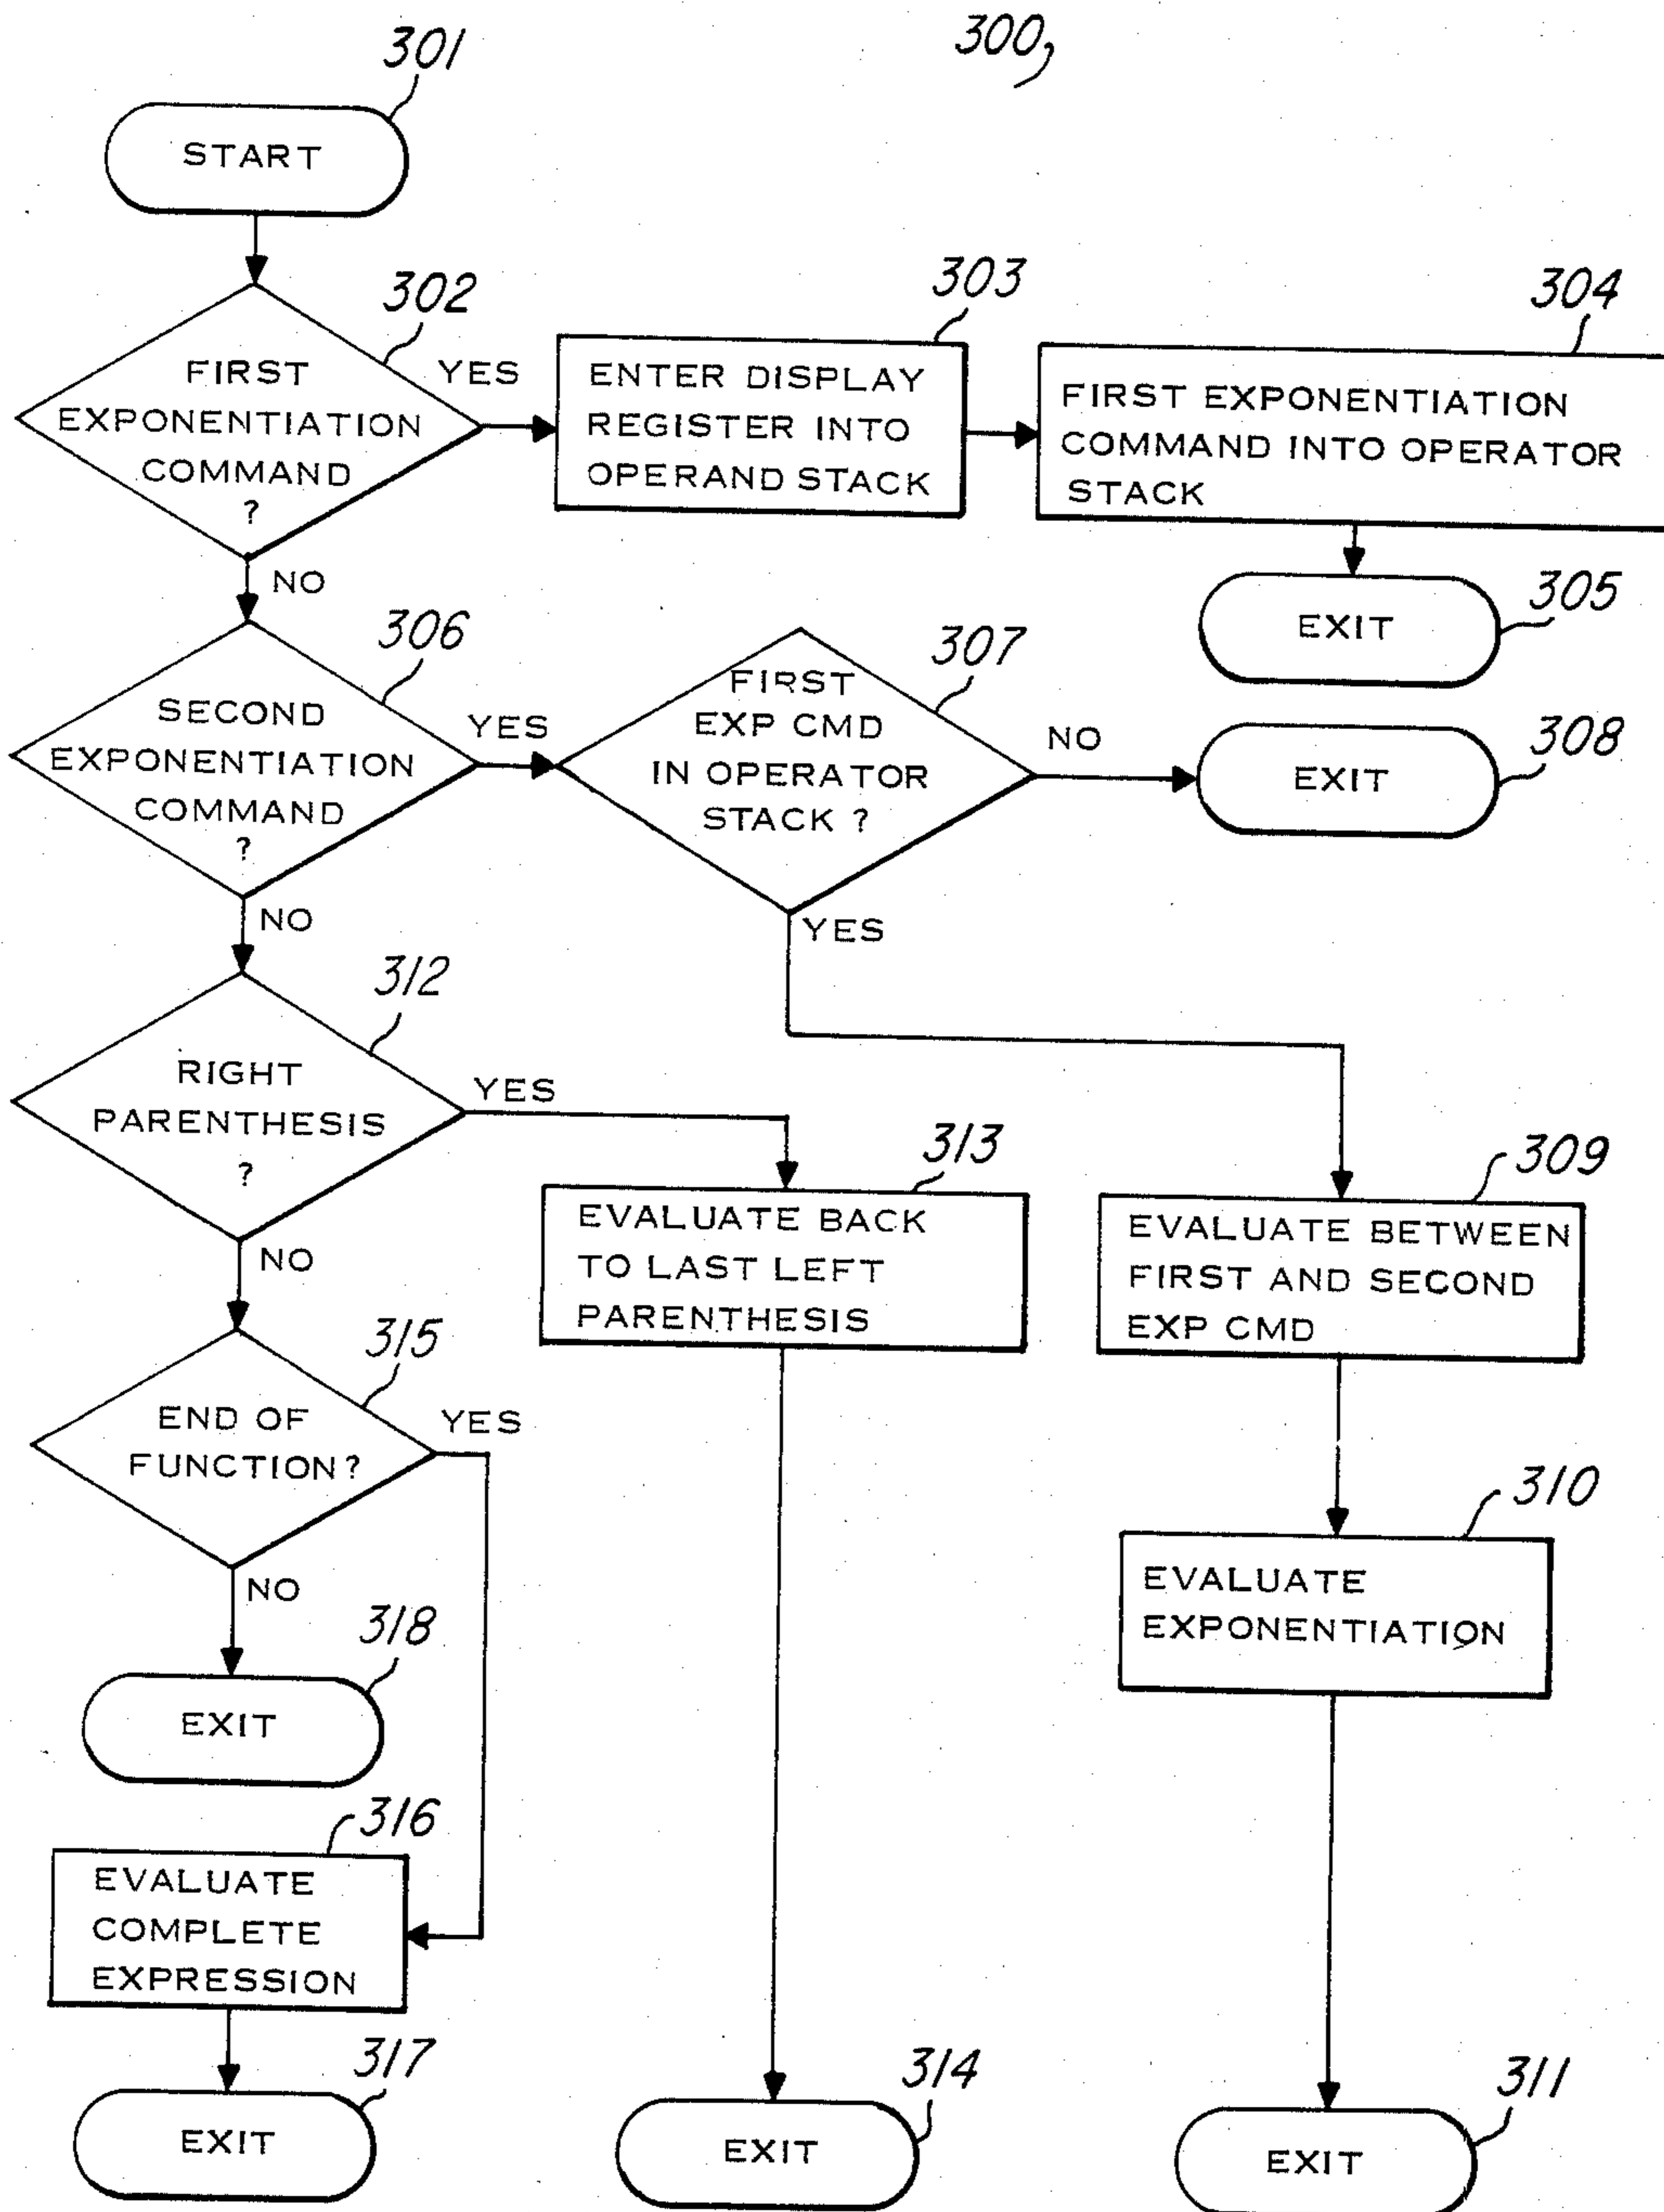 300
301
START
302
FIRST
EXPONENTIATION
COMMAND
?
YES
303
ENTER DISPLAY
REGISTER INTO
OPERAND STACK
304
FIRST EXPONENTIATION
COMMAND INTO OPERATOR
STACK
305
EXIT
NO
306
SECOND
EXPONENTIATION
COMMAND
?
YES
307
FIRST
EXP CMD
IN OPERATOR
STACK ?
NO
308
EXIT
YES
NO
312
RIGHT
PARENTHESIS
?
YES
313
EVALUATE BACK
TO LAST LEFT
PARENTHESIS
309
EVALUATE BETWEEN
FIRST AND SECOND
EXP CMD
NO
315
END OF
FUNCTION?
YES
310
EVALUATE
EXPONENTIATION
NO
318
EXIT
316
EVALUATE
COMPLETE
EXPRESSION
317
EXIT
314
EXIT
311
EXIT